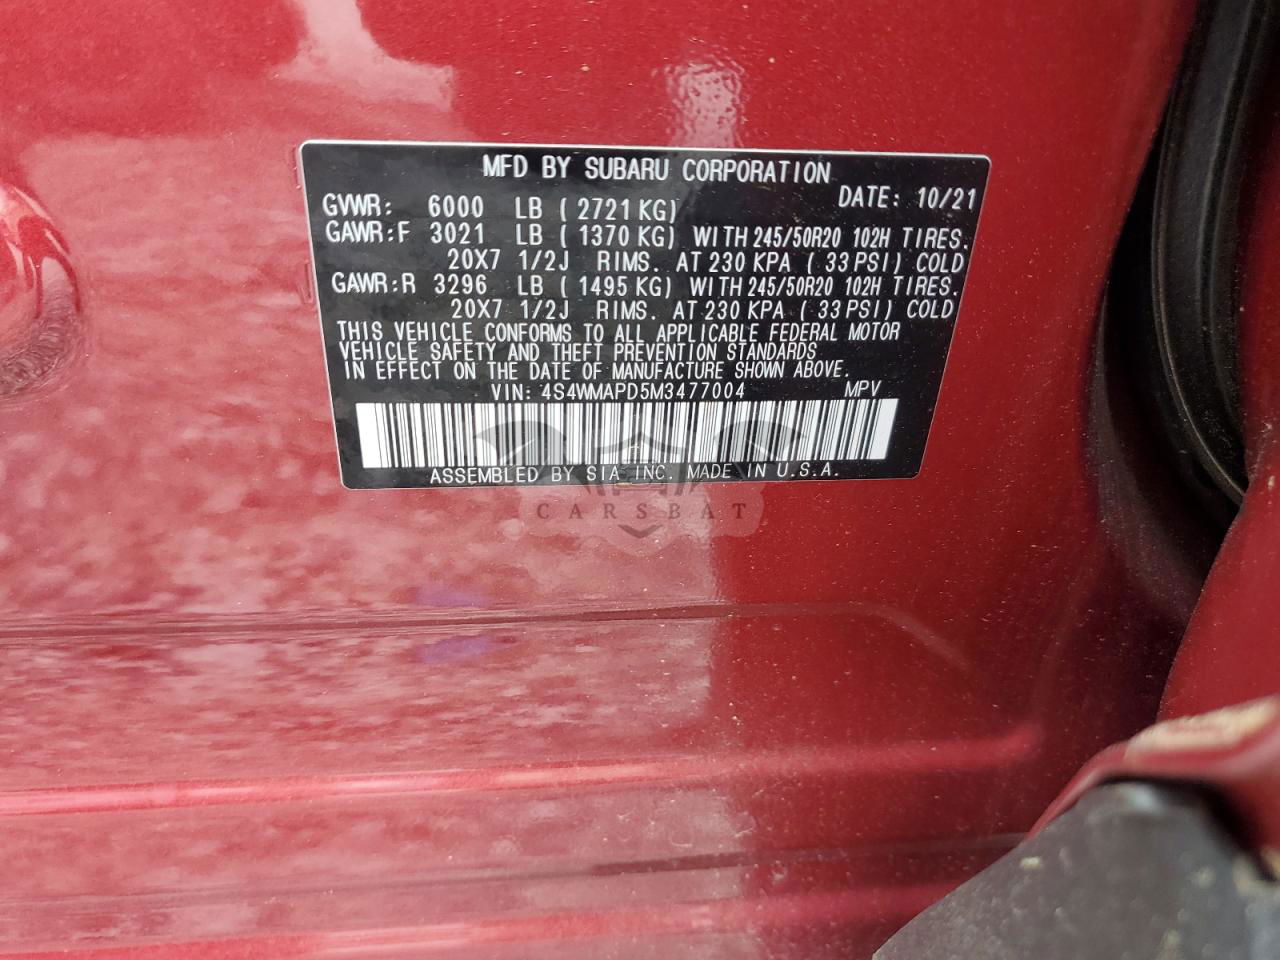 MFD BY SUBARU CORPORATION
DATE: 10/21
GVWR: 6000 LB (2721KG)
GAWR:F 3021 LB (1370 KG) WITH 245/50R20 102H TIRES.
20X7 1/2J RIMS. AT 230 KPA (33 PSI) COLD
GAWR:R 3296 LB (1495 KG) WITH 245/50R20 102H TIRES.
20X7 1/2J RIMS. AT 230 KPA (33 PSI) COLD
THIS VEHICLE CONFORMS TO ALL APPLICABLE FEDERAL MOTOR
VEHICLE SAFETY AND THEFT PREVENTION STANDARDS
IN EFFECT ON THE DATE OF MANUFACTURE SHOWN ABOVE.
VIN: 4S4WMAPD5M3477004 MPV
ASSEMBLED BY SIA INC. MADE IN U.S.A.
CARSBAT